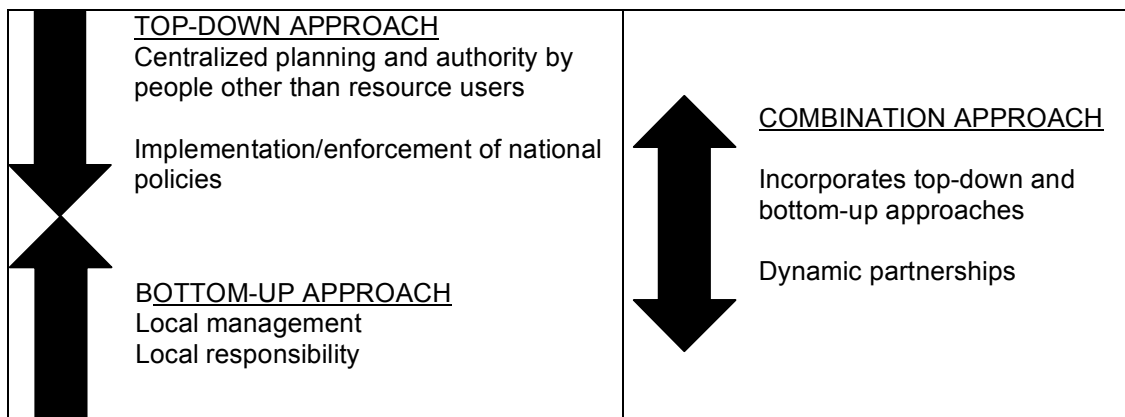 TOP-DOWN APPROACH
Centralized planning and authority by
people other than resource users
Implementation/enforcement of national
policies
BOTTOM-UP APPROACH
Local management
Local responsibility
COMBINATION APPROACH
Incorporates top-down and
bottom-up approaches
Dynamic partnerships